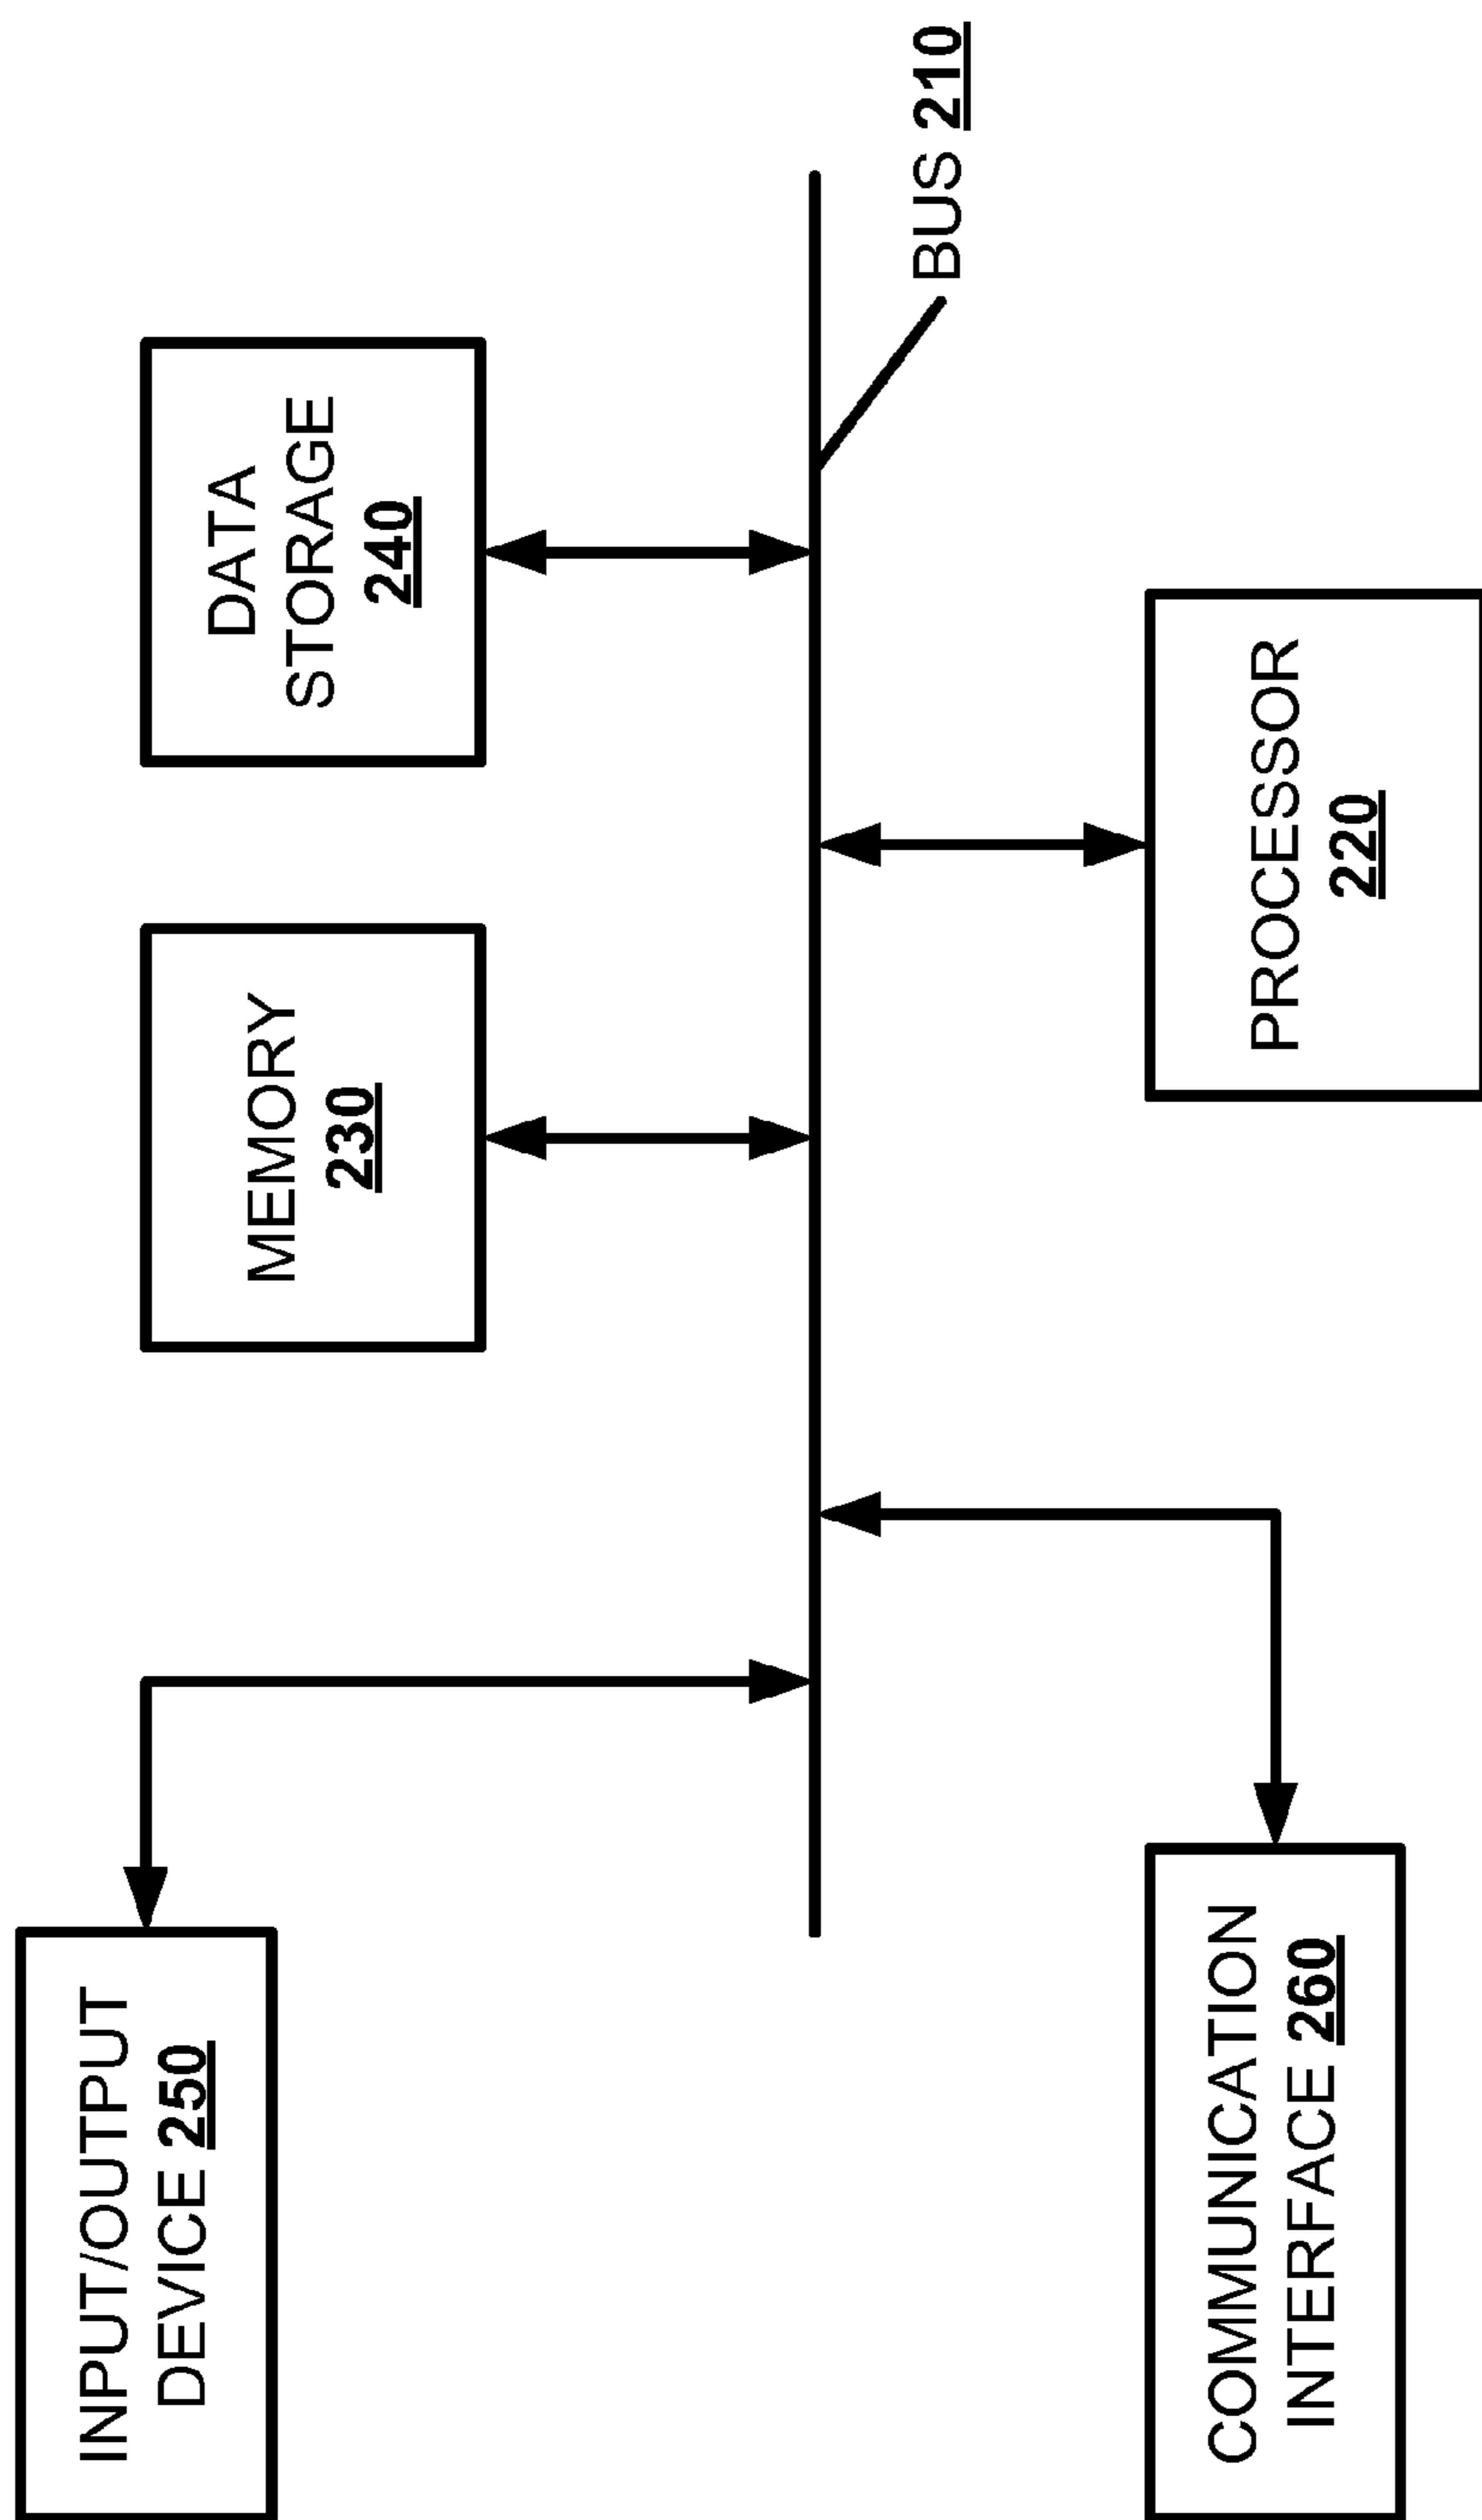 INPUT/OUTPUT
DEVICE 250
MEMORY
230
DATA
STORAGE
240
BUS 210
COMMUNICATION
INTERFACE 260
PROCESSOR
220